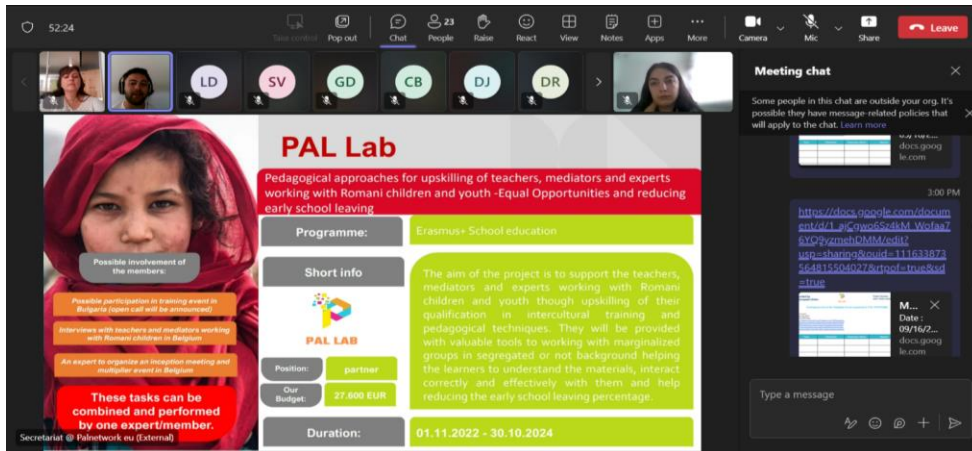 52:24
Take control
Pop out
Chat
23
People
Raise
React
View
Notes
Apps
More
Camera
Mic
Share
Leave
LD
SV
GD
CB
DJ
DR
PAL Lab
Pedagogical approaches for upskilling of teachers, mediators and experts
working with Romani children and youth -Equal Opportunities and reducing
early school leaving
Possible involvement of
the members:
Possible participation in training event in
Bulgaria (open call will be announced)
Interviews with teachers and mediators working
with Romani children in Belgium
An expert to organize an inception meeting and
multiplier event in Belgium
These tasks can be
combined and performed
by one expert/member.
Secretariat @ Palnetwork eu (External)
Programme:
Erasmus+ School education
Short info
PAL LAB
Position:
partner
Our
Budget:
27.600 EUR
The aim of the project is to support the teachers,
mediators and experts working with Romani
children and youth though upskilling of their
qualification in intercultural training and
pedagogical techniques. They will be provided
with valuable tools to working with marginalized
groups in segregated or not background helping
the learners to understand the materials, interact
correctly and effectively with them and help
reducing the early school leaving percentage.
Duration:
01.11.2022 - 30.10.2024
Meeting chat
Some people in this chat are outside your org. It's
possible they have message-related policies that
will apply to the chat. Learn more
docs.goog
le.com
3:00 PM
https://docs.google.com/docum
usp=sharing&ouid=111633873
564815504027&rtpof=true&sd
=true
M...
Date :
09/16/2...
docs.goog
le.com
Type a message